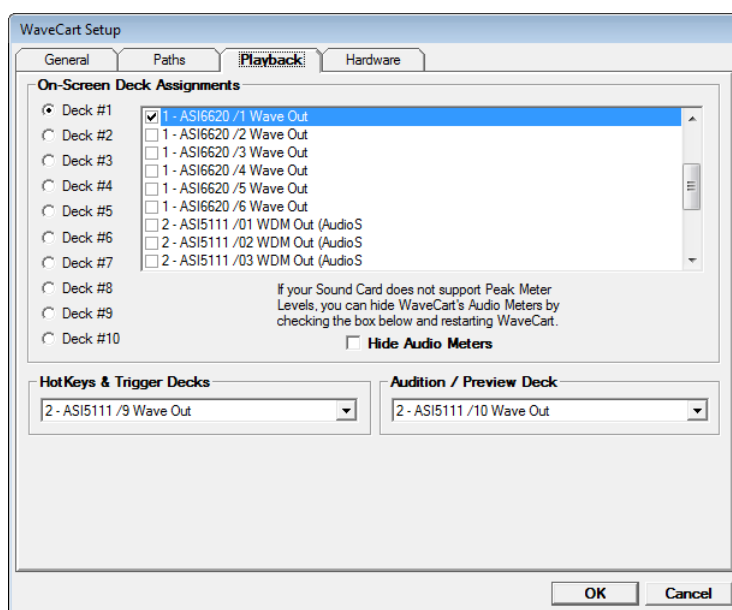 WaveCart Setup
General Paths Playback Hardware
On-Screen Deck Assignments
Deck #1
Deck #2
Deck #3
Deck #4
Deck #5
Deck #6
Deck #7
Deck #8
Deck #9
Deck #10
1 - ASI6620 /1 Wave Out
1 - ASI6620 /2 Wave Out
1 - ASI6620 /3 Wave Out
1 - ASI6620 /4 Wave Out
1 - ASI6620 /5 Wave Out
1 - ASI6620 /6 Wave Out
2 - ASI5111 /01 WDM Out (AudioS
2 - ASI5111 /02 WDM Out (AudioS
2 - ASI5111 /03 WDM Out (AudioS
If your Sound Card does not support Peak Meter
Levels, you can hide WaveCart's Audio Meters by
checking the box below and restarting WaveCart.
Hide Audio Meters
HotKeys & Trigger Decks
2 - ASI5111 /9 Wave Out
Audition / Preview Deck
2 - ASI5111 /10 Wave Out
OK Cancel